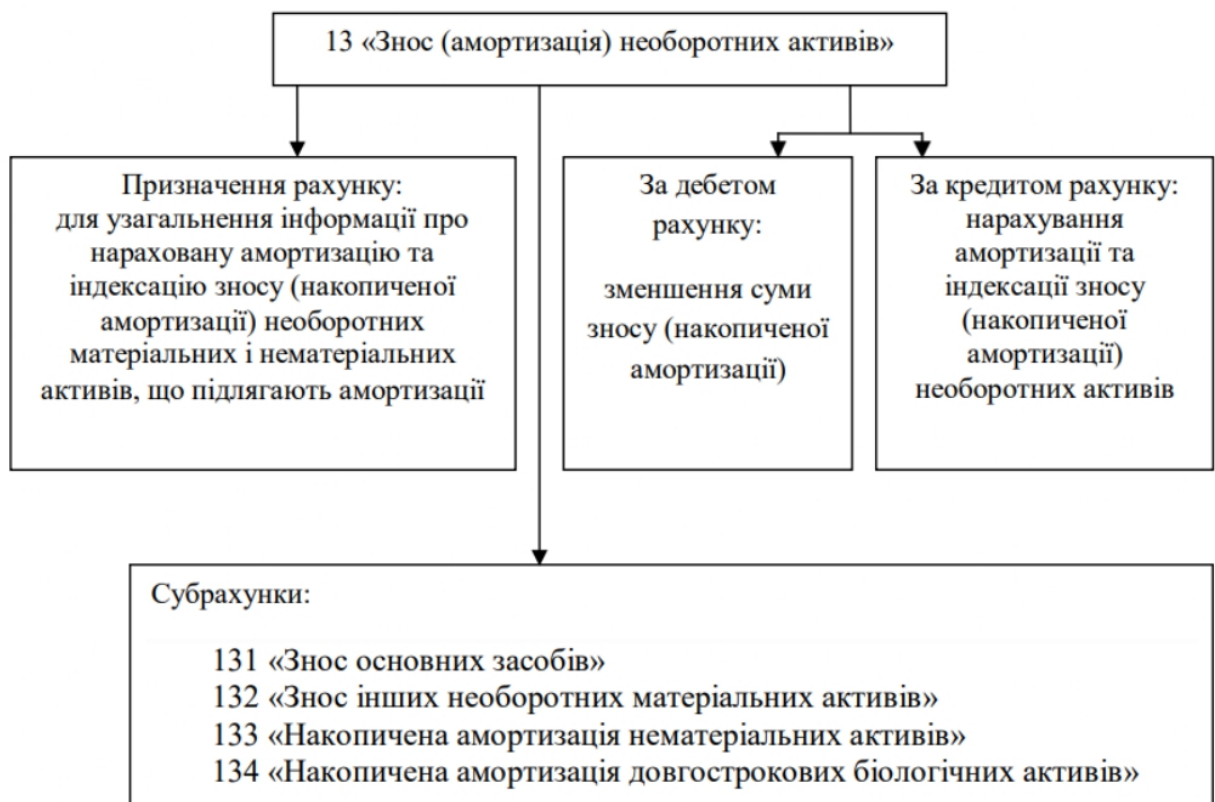 13 «Знос (амортизація) необоротних активів»
Призначення рахунку:
для узагальнення інформації про
нараховану амортизацію та
індексацію зносу (накопиченої
амортизації) необоротних
матеріальних і нематеріальних
активів, що підлягають амортизації
За дебетом
рахунку:
зменшення суми
зносу (накопиченої
амортизації)
За кредитом рахунку:
нарахування
амортизації та
індексації зносу
(накопиченої
амортизації)
необоротних активів
Субрахунки:
131 «Знос основних засобів»
132 «Знос інших необоротних матеріальних активів»
133 «Накопичена амортизація нематеріальних активів»
134 «Накопичена амортизація довгострокових біологічних активів»